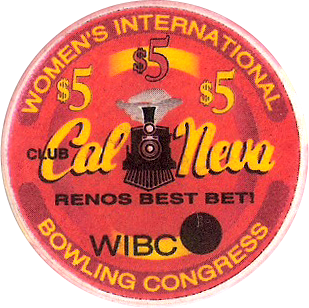 WOMEN'S INTERNATIONAL
$5 $5 $5
CLUB Cal Neva
RENOS BEST BET!
WIBC
BOWLING CONGRESS